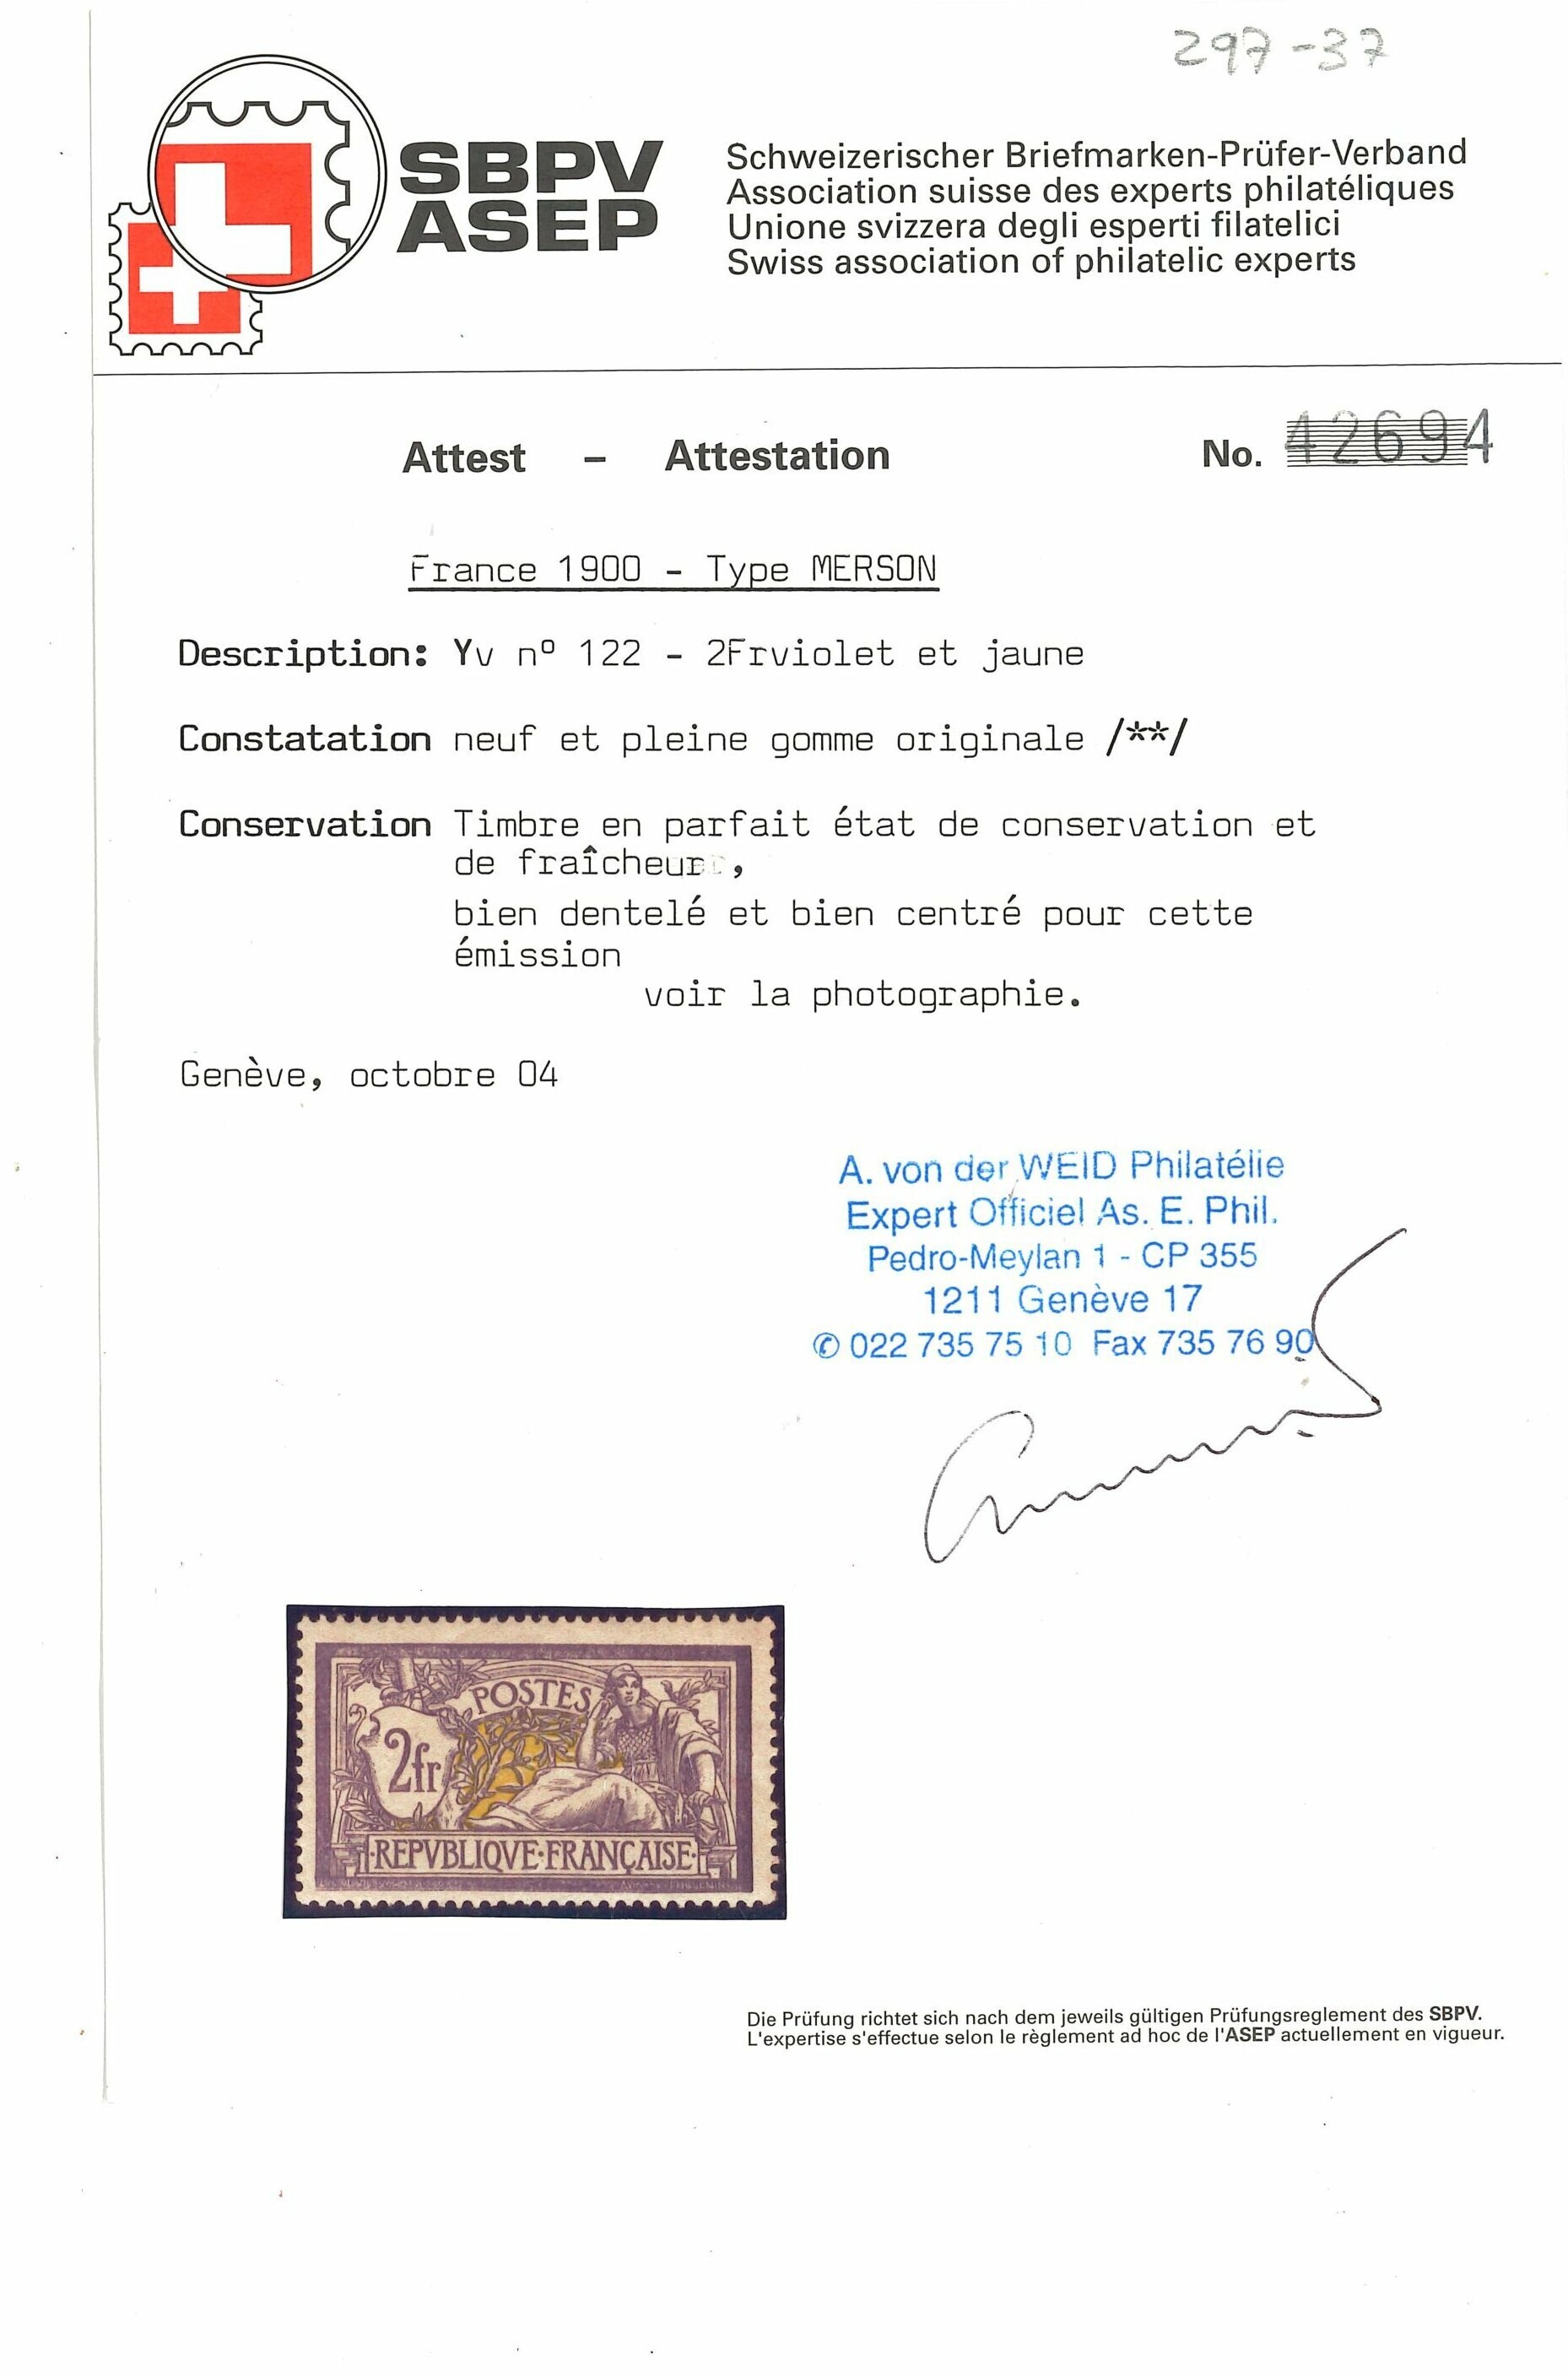 297-37
SBPV
ASEP
Schweizerischer Briefmarken-Prüfer-Verband
Association suisse des experts philatéliques
Unione svizzera degli esperti filatelici
Swiss association of philatelic experts
Attest – Attestation No. 42694
France 1900 - Type MERSON
Description: Yv nº 122 - 2Frviolet et jaune
Constatation neuf et pleine gomme originale /**/
Conservation Timbre en parfait état de conservation et
de fraîcheur ,
bien dentelé et bien centré pour cette
émission
voir la photographie.
Genève, octobre 04
A. von der WEID Philatélie
Expert Officiel As. E. Phil.
Pedro-Meylan 1 - CP 355
1211 Genève 17
✆ 022 735 75 10 Fax 735 76 90
POSTES
2fr
·REPVBLIQVE·FRANÇAISE·
Die Prüfung richtet sich nach dem jeweils gültigen Prüfungsreglement des SBPV.
L'expertise s'effectue selon le règlement ad hoc de l'ASEP actuellement en vigueur.